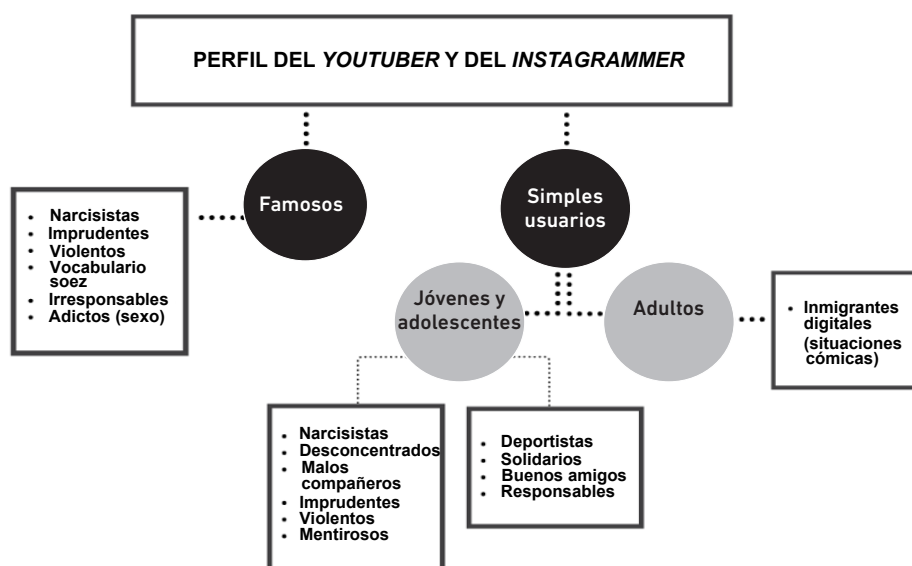 PERFIL DEL YOUTUBER Y DEL INSTAGRAMMER
Famosos
Simples
usuarios
• Narcisistas
• Imprudentes
• Violentos
• Vocabulario
soez
• Irresponsables
• Adictos (sexo)
Jóvenes y
adolescentes
Adultos
• Inmigrantes
digitales
(situaciones
cómicas)
• Narcisistas
• Desconcentrados
• Malos
compañeros
• Imprudentes
• Violentos
• Mentirosos
• Deportistas
• Solidarios
• Buenos amigos
• Responsables